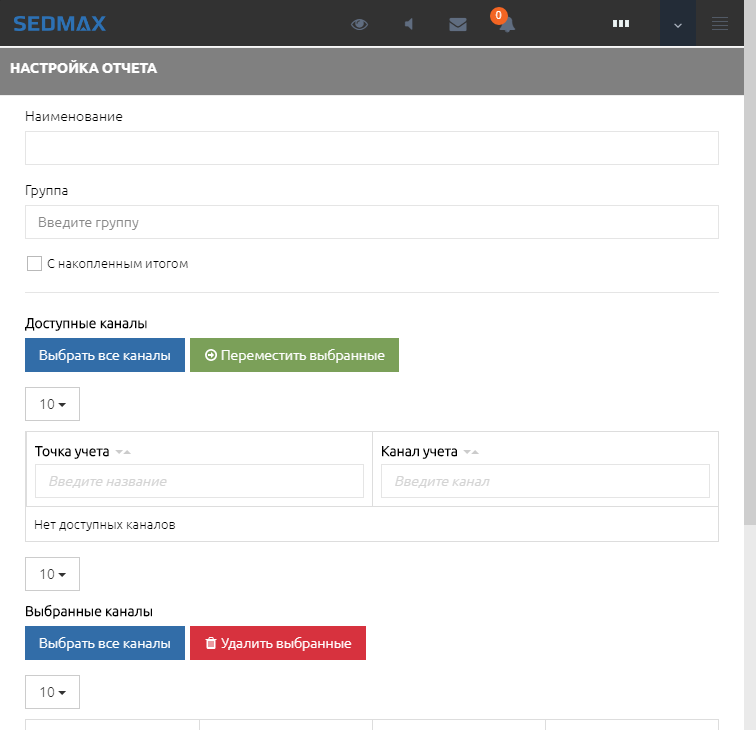 SEDMAX
0
НАСТРОЙКА ОТЧЕТА
Наименование
Группа
Введите группу
С накопленным итогом
Доступные каналы
Выбрать все каналы Переместить выбранные
10
Точка учета Канал учета
Введите название Введите канал
Нет доступных каналов
10
Выбранные каналы
Выбрать все каналы Удалить выбранные
10